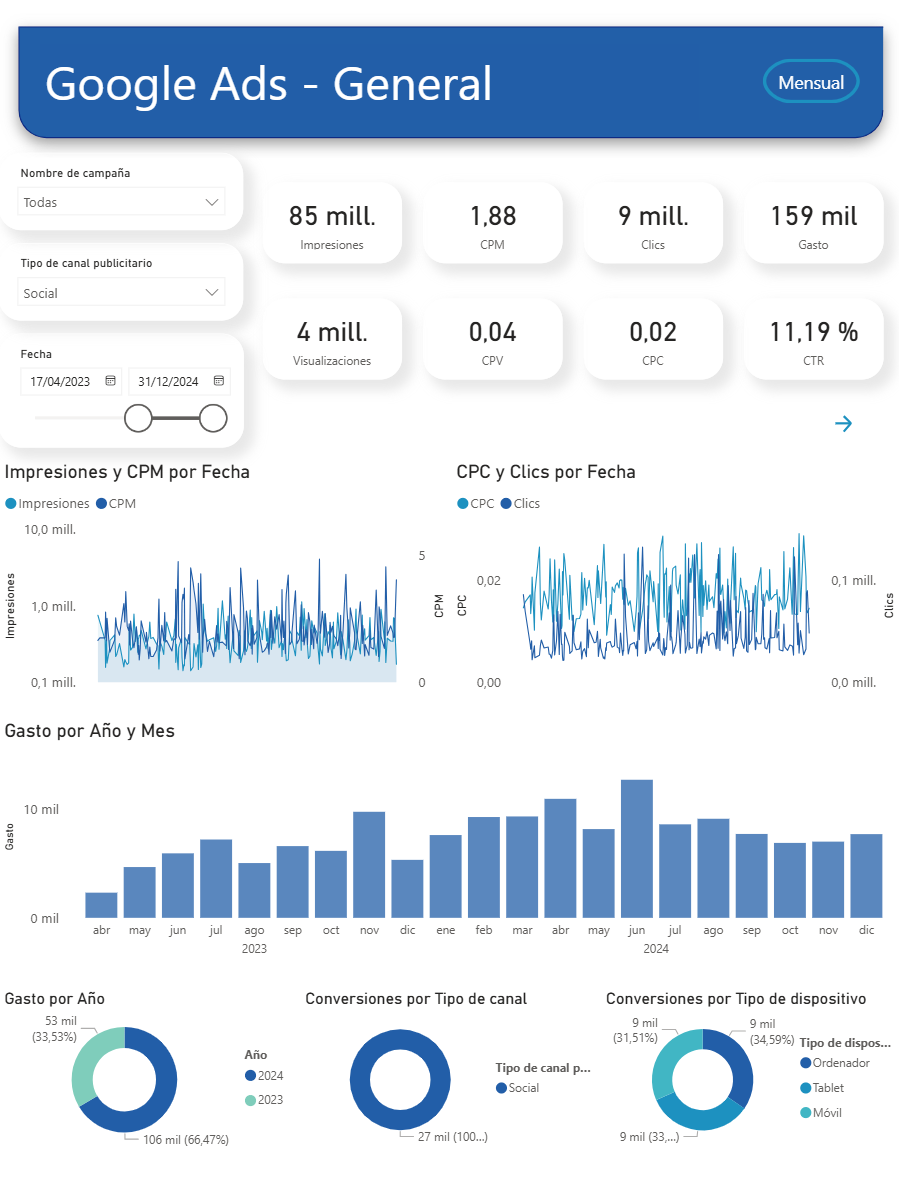 Google Ads - General
Mensual
Nombre de campaña
Todas
Tipo de canal publicitario
Social
Fecha
17/04/2023
31/12/2024
85 mill.
Impresiones
1,88
CPM
9 mill.
Clics
159 mil
Gasto
4 mill.
Visualizaciones
0,04
CPV
0,02
CPC
11,19 %
CTR
Impresiones y CPM por Fecha
Impresiones CPM
10,0 mill.
1,0 mill.
0,1 mill.
Impresiones
5
0
CPM
CPC y Clics por Fecha
CPC Clics
0,02
0,00
CPC
0,1 mill.
0,0 mill.
Clics
Gasto por Año y Mes
10 mil
0 mil
Gasto
abr may jun jul ago sep oct nov dic ene feb mar abr may jun jul ago sep oct nov dic
2023 2024
Gasto por Año
53 mil
(33,53%)
106 mil (66,47%)
Año
2024
2023
Conversiones por Tipo de canal
27 mil (100...)
Tipo de canal p...
Social
Conversiones por Tipo de dispositivo
9 mil
(31,51%)
9 mil
(34,59%)
9 mil (33,...)
Tipo de dispos...
Ordenador
Tablet
Móvil